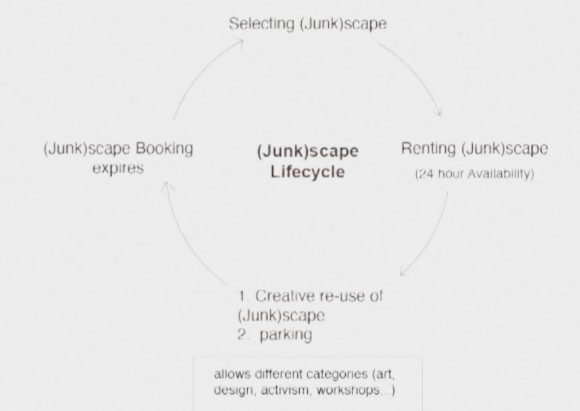 Selecting (Junk)scape
(Junk)scape Booking
expires
(Junk)scape
Lifecycle
Renting (Junk)scape
(24 hour Availability)
1. Creative re-use of
(Junk)scape
2. parking
allows different categories (art,
design, activism, workshops...)